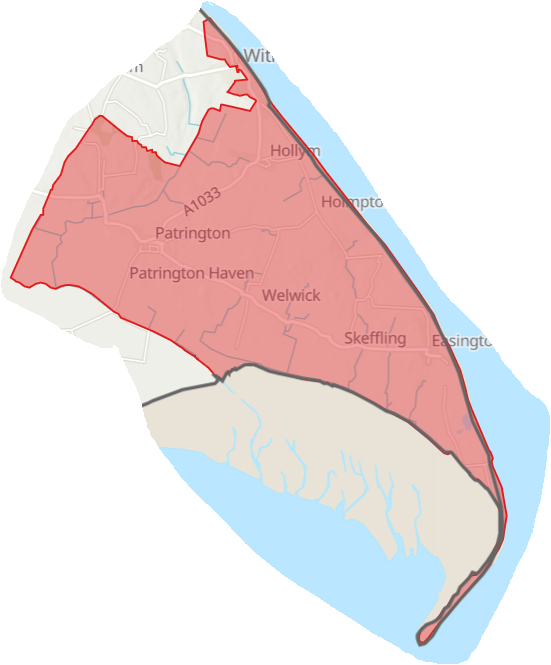 Hollym
A1033
Patrington
Patrington Haven
Welwick
Skeffling